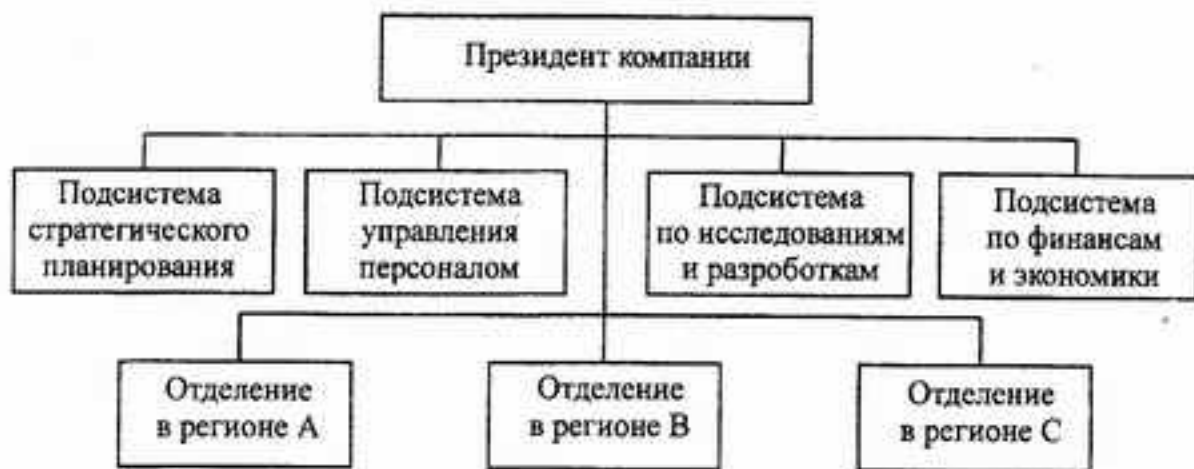 Президент компании
Подсистема
стратегического
планирования
Подсистема
управления
персоналом
Подсистема
по исследованиям
и разроботкам
Подсистема
по финансам
и экономики
Отделение
в регионе А
Отделение
в регионе В
Отделение
в регионе С